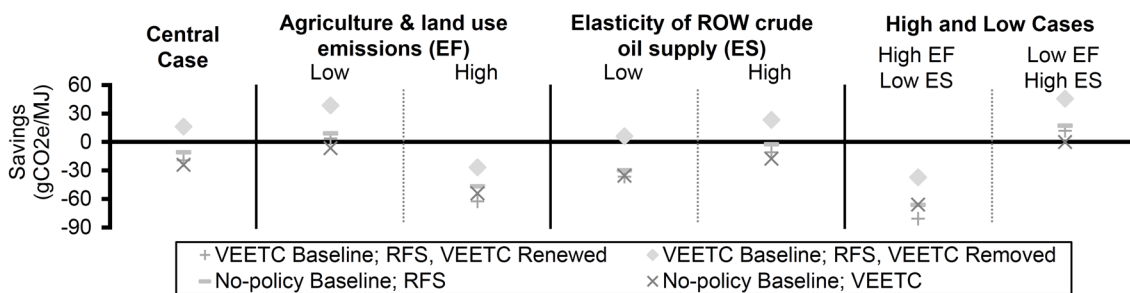 Central
Case
Agriculture & land use
emissions (EF)
Low
High
Elasticity of ROW crude
oil supply (ES)
Low
High
High and Low Cases
High EF
Low ES
Low EF
High ES
Savings
(gCO2e/MJ)
60
30
0
-30
-60
-90
VEETC Baseline; RFS, VEETC Renewed
VEETC Baseline; RFS, VEETC Removed
No-policy Baseline; RFS
No-policy Baseline; VEETC